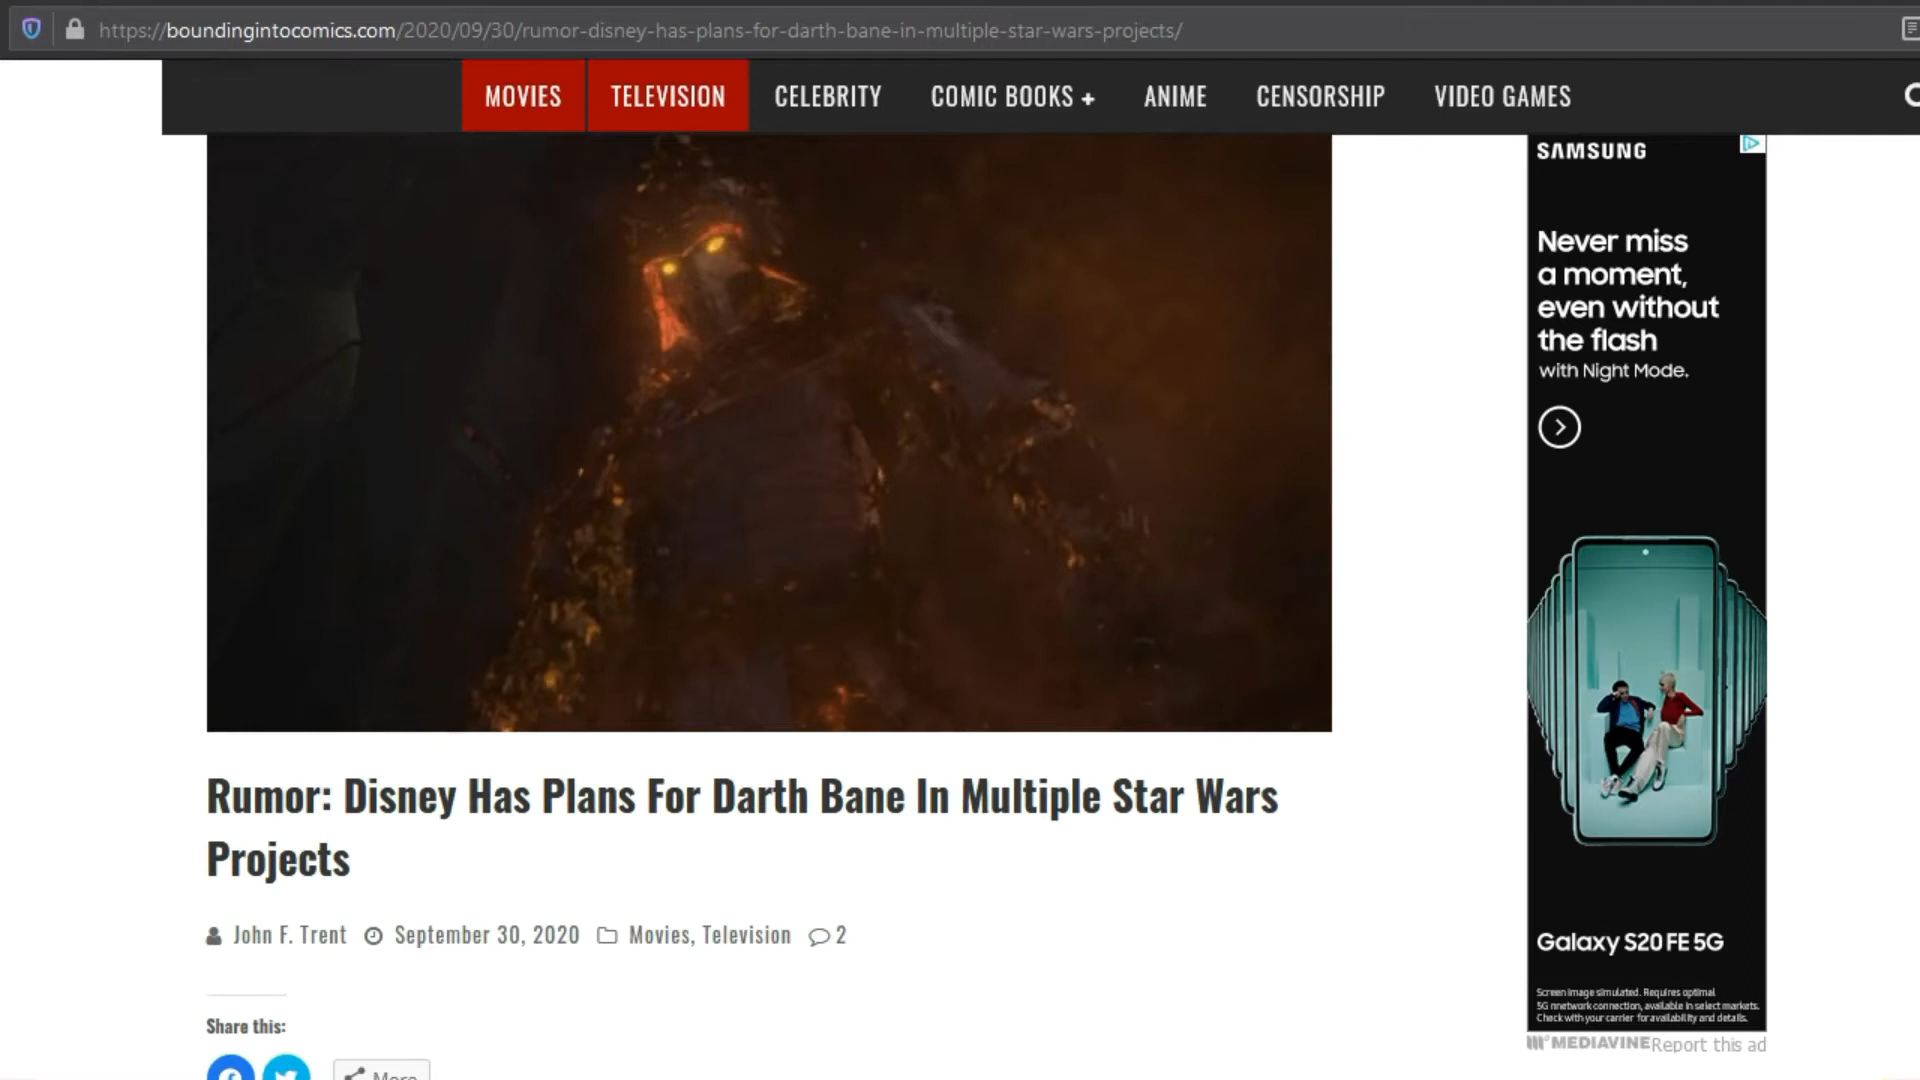 https://boundingintocomics.com/2020/09/30/rumor-disney-has-plans-for-darth-bane-in-multiple-star-wars-projects/
MOVIES TELEVISION CELEBRITY COMIC BOOKS + ANIME CENSORSHIP VIDEO GAMES
Rumor: Disney Has Plans For Darth Bane In Multiple Star Wars
Projects
John F. Trent September 30, 2020 Movies, Television 2
Share this:
More
SAMSUNG
Never miss
a moment,
even without
the flash
with Night Mode.
Galaxy S20 FE 5G
Screen image simulated. Requires optimal
5G nnetwork connection, available in select markets.
Check with your carrier for availability and details.
MEDIAVINE Report this ad